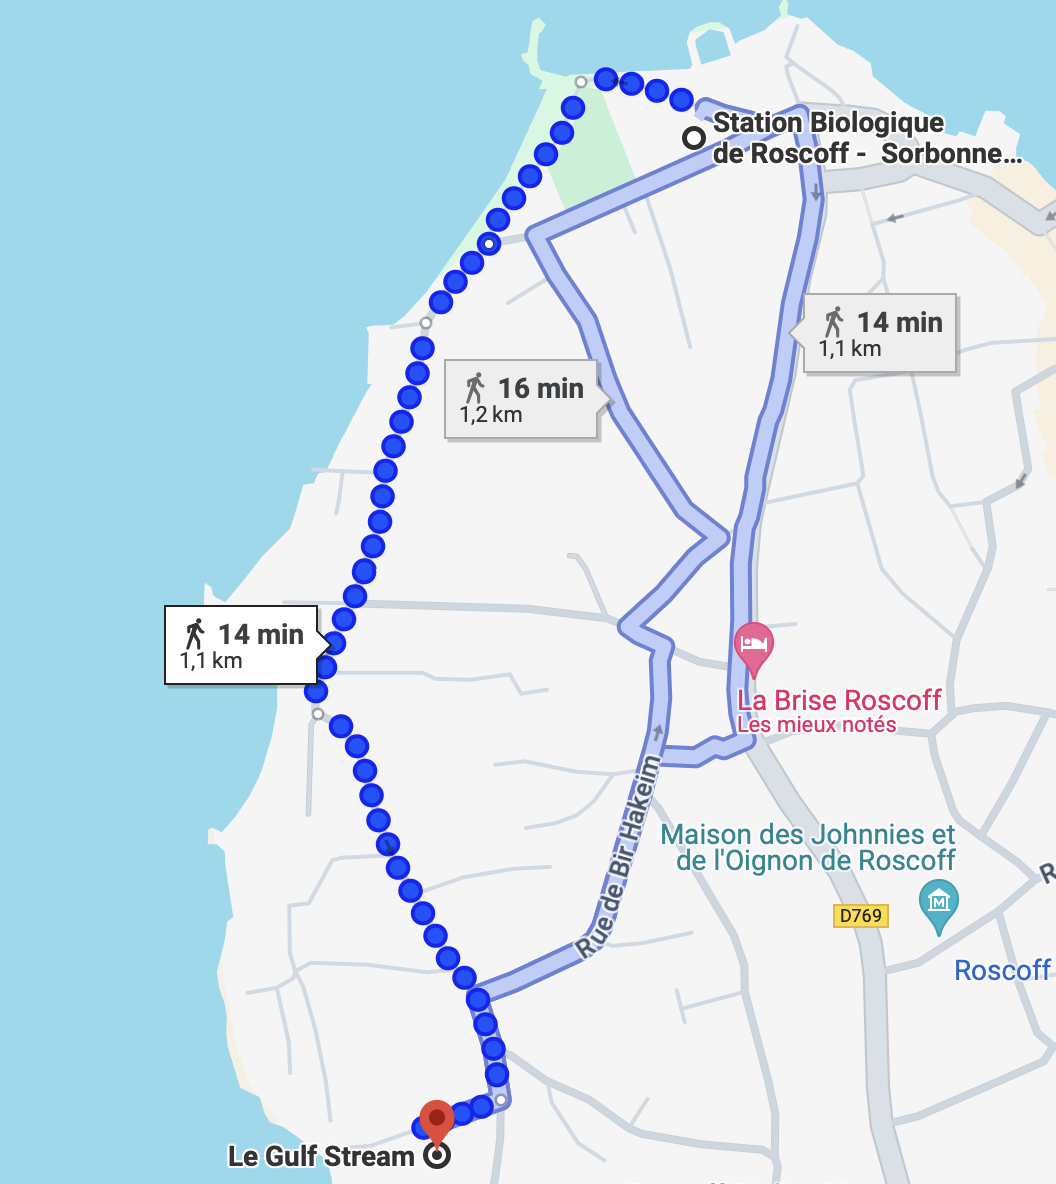 Station Biologique
de Roscoff - Sorbonne...
14 min
1,1 km
16 min
1,2 km
14 min
1,1 km
La Brise Roscoff
Les mieux notés
Rue de Bir Hakeim
Maison des Johnnies et
de l'Oignon de Roscoff
R
D769
Roscoff
Le Gulf Stream